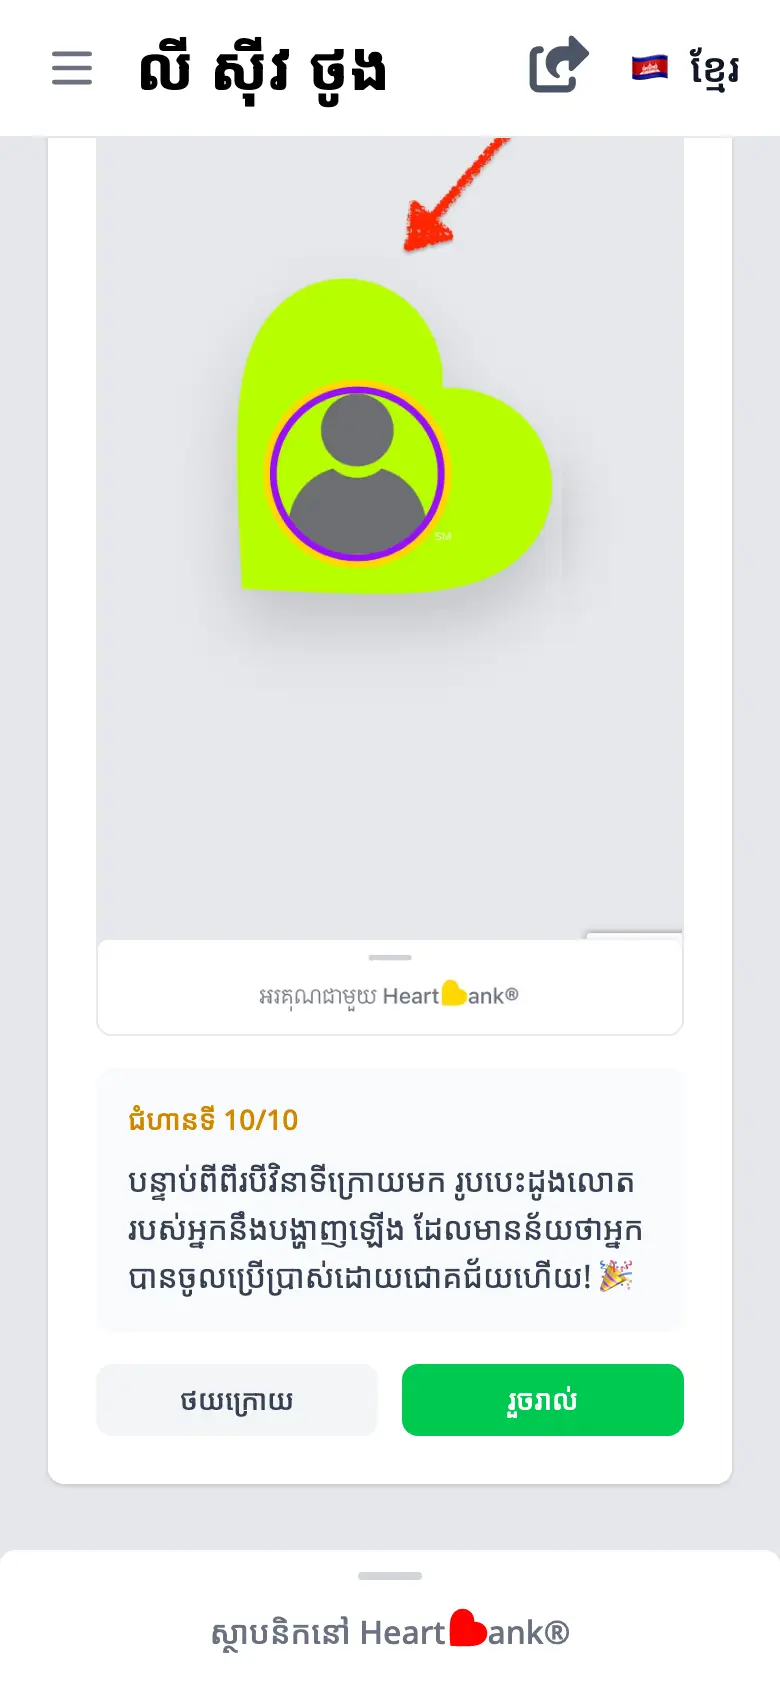 លី ស៊ីវ ថូង
🇰🇭 ខ្មែរ
SM
អរគុណជាមួយ Heartank®
ជំហានទី 10/10
បន្ទាប់ពីពីរបីវិនាទីក្រោយមក រូបបេះដូងលោត
របស់អ្នកនឹងបង្ហាញឡើង ដែលមានន័យថាអ្នក
បានចូលប្រើប្រាស់ដោយជោគជ័យហើយ! 🎉
ថយក្រោយ
រួចរាល់
ស្ថាបនិកនៅ Heartank®